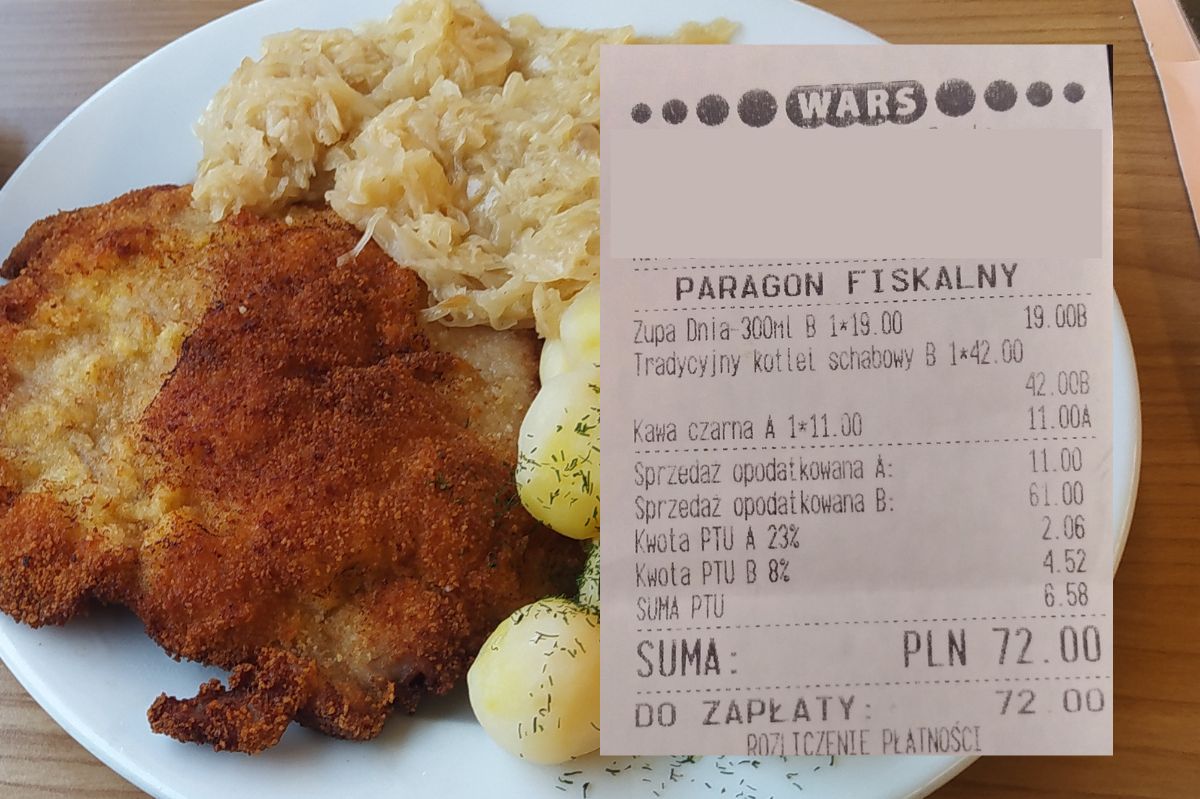 WARS
PARAGON FISKALNY
Zupa Dnia-300ml B 1*19.00 19.00B
Tradycyjny kotlet schabowy B 1*42.00
42.00B
Kawa czarna A 1*11.00 11.00A
Sprzedaż opodatkowana A: 11.00
Sprzedaż opodatkowana B: 61.00
Kwota PTU A 23% 2.06
Kwota PTU B 8% 4.52
SUMA PTU 6.58
SUMA: PLN 72.00
DO ZAPŁATY: 72.00
ROZLICZENIE PŁATNOŚCI